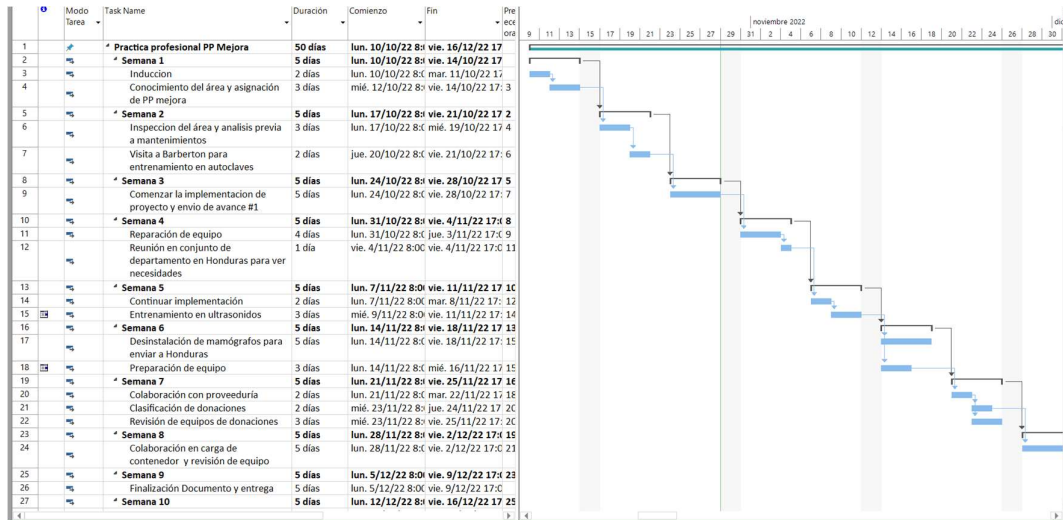 Modo Tarea Task Name Duración Comienzo Fin Pre ece ora
noviembre 2022 dic
9 11 13 15 17 19 21 23 25 27 29 31 2 4 6 8 10 12 14 16 18 20 22 24 26 28 30
1 Practica profesional PP Mejora 50 días lun. 10/10/22 8:( vie. 16/12/22 17
2 Semana 1 5 días lun. 10/10/22 8:( vie. 14/10/22 17
3 Induccion 2 días lun. 10/10/22 8:( mar. 11/10/22 17
4 Conocimiento del área y asignación 3 días mié. 12/10/22 8:( vie. 14/10/22 17: 3
de PP mejora
5 Semana 2 5 días lun. 17/10/22 8:( vie. 21/10/22 17 2
6 Inspeccion del área y analisis previa 3 días lun. 17/10/22 8:( mié. 19/10/22 17 4
a mantenimientos
7 Visita a Barberton para 2 días jue. 20/10/22 8:( vie. 21/10/22 17: 6
entrenamiento en autoclaves
8 Semana 3 5 días lun. 24/10/22 8:( vie. 28/10/22 17 5
9 Comenzar la implementacion de 5 días lun. 24/10/22 8:( vie. 28/10/22 17: 7
proyecto y envio de avance #1
10 Semana 4 5 días lun. 31/10/22 8:( vie. 4/11/22 17:0 8
11 Reparación de equipo 4 días lun. 31/10/22 8:( jue. 3/11/22 17:0 9
12 Reunión en conjunto de 1 día vie. 4/11/22 8:00 vie. 4/11/22 17:0 11
departamento en Honduras para ver
necesidades
13 Semana 5 5 días lun. 7/11/22 8:0( vie. 11/11/22 17 10
14 Continuar implementación 2 días lun. 7/11/22 8:00 mar. 8/11/22 17: 12
15 Entrenamiento en ultrasonidos 3 días mié. 9/11/22 8:0( vie. 11/11/22 17: 14
16 Semana 6 5 días lun. 14/11/22 8:( vie. 18/11/22 17 13
17 Desinstalación de mamógrafos para 5 días lun. 14/11/22 8:( vie. 18/11/22 17: 15
enviar a Honduras
18 Preparación de equipo 3 días lun. 14/11/22 8:( mié. 16/11/22 17 15
19 Semana 7 5 días lun. 21/11/22 8:( vie. 25/11/22 17 16
20 Colaboración con proveeduría 2 días lun. 21/11/22 8:( mar. 22/11/22 17 18
21 Clasificación de donaciones 2 días mié. 23/11/22 8:( jue. 24/11/22 17 20
22 Revisión de equipos de donaciones 3 días mié. 23/11/22 8:( vie. 25/11/22 17: 20
23 Semana 8 5 días lun. 28/11/22 8:( vie. 2/12/22 17:0 19
24 Colaboración en carga de 5 días lun. 28/11/22 8:( vie. 2/12/22 17:0 21
contenedor y revisión de equipo
25 Semana 9 5 días lun. 5/12/22 8:0( vie. 9/12/22 17:0 23
26 Finalización Documento y entrega 5 días lun. 5/12/22 8:00 vie. 9/12/22 17:0
27 Semana 10 5 días lun. 12/12/22 8:( vie. 16/12/22 17 25